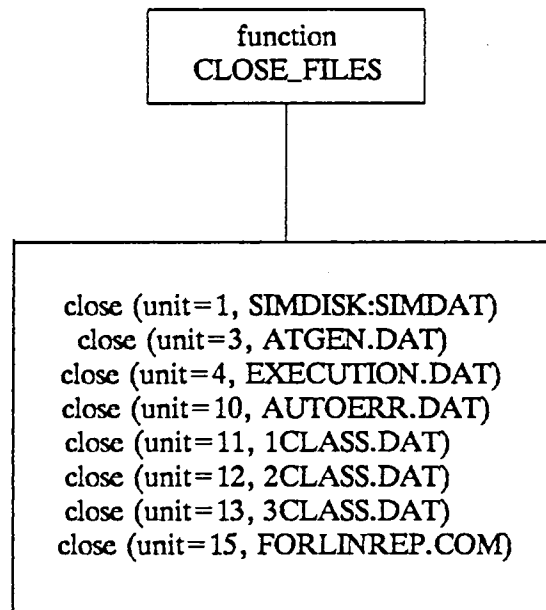 function
CLOSE_FILES
close (unit=1, SIMDISK:SIMDAT)
close (unit=3, ATGEN.DAT)
close (unit=4, EXECUTION.DAT)
close (unit=10, AUTOERR.DAT)
close (unit=11, 1CLASS.DAT)
close (unit=12, 2CLASS.DAT)
close (unit=13, 3CLASS.DAT)
close (unit=15, FORLINREP.COM)